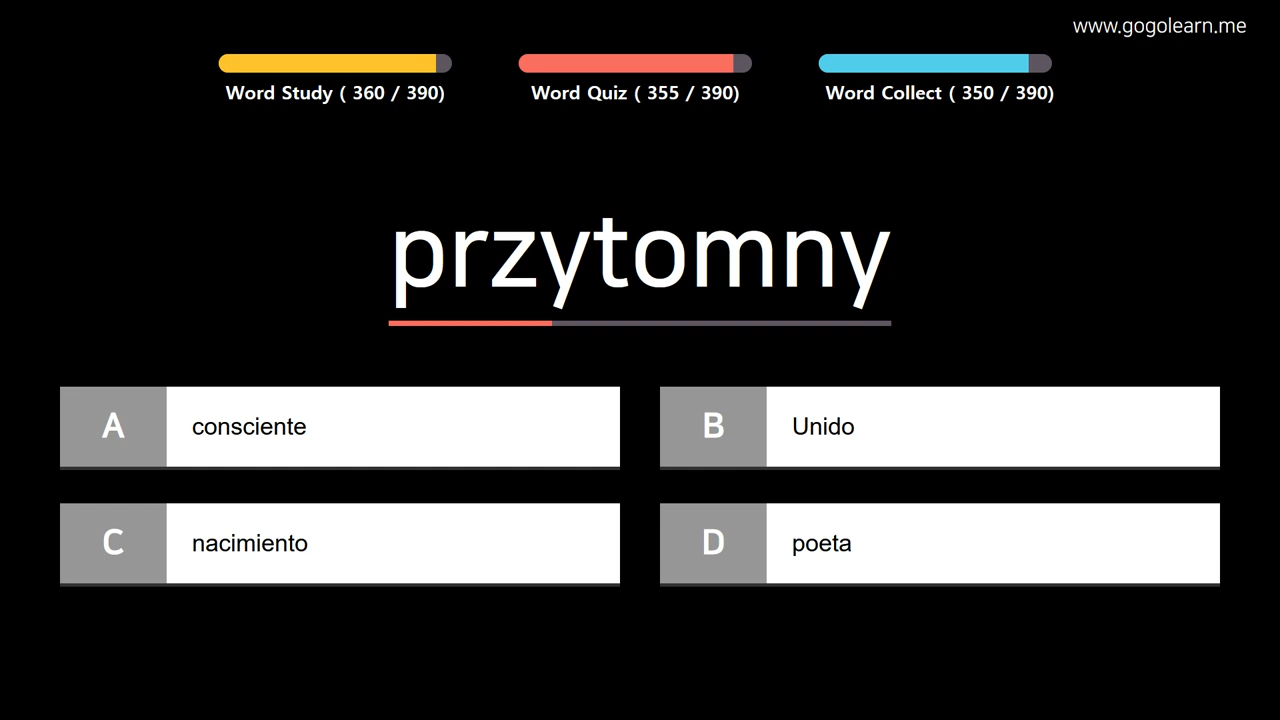 www.gogolearn.me
Word Study ( 360 / 390)
Word Quiz ( 355 / 390)
Word Collect ( 350 / 390)
przytomny
A consciente
B Unido
C nacimiento
D poeta